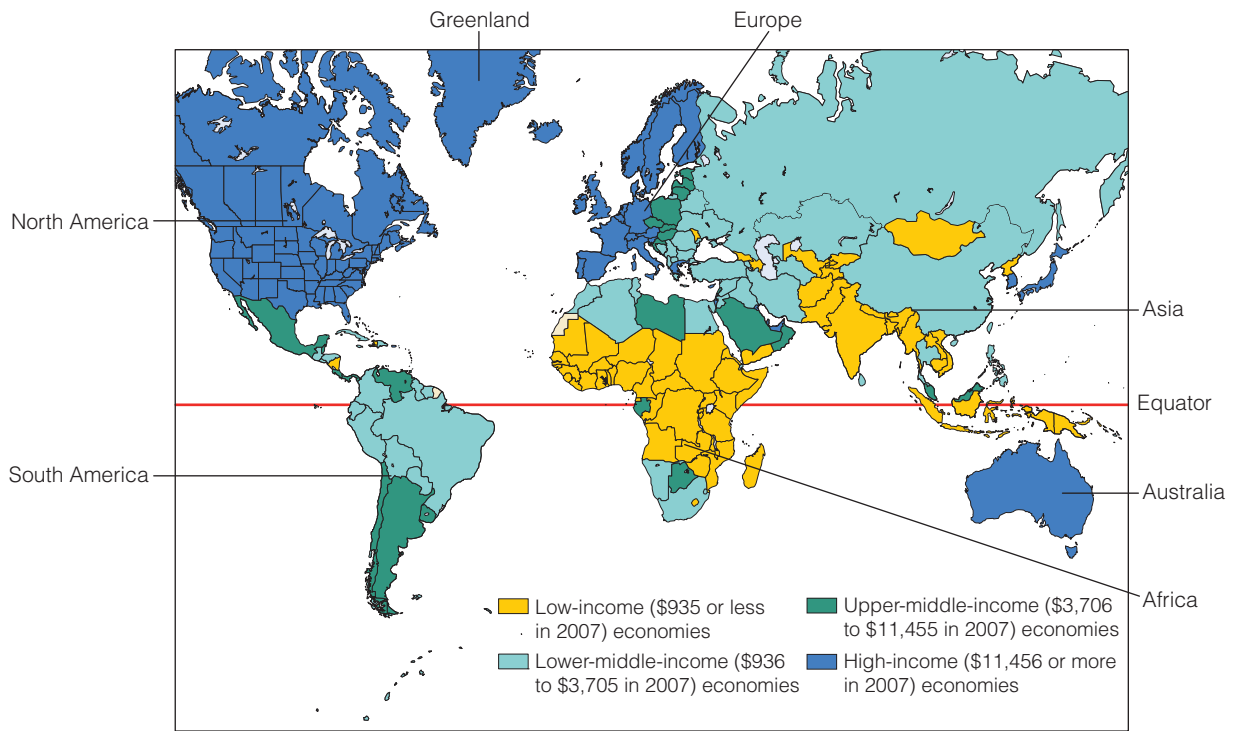 Greenland
Europe
North America
Asia
Equator
South America
Australia
Africa
Low-income ($935 or less
in 2007) economies
Lower-middle-income ($936
to $3,705 in 2007) economies
Upper-middle-income ($3,706
to $11,455 in 2007) economies
High-income ($11,456 or more
in 2007) economies